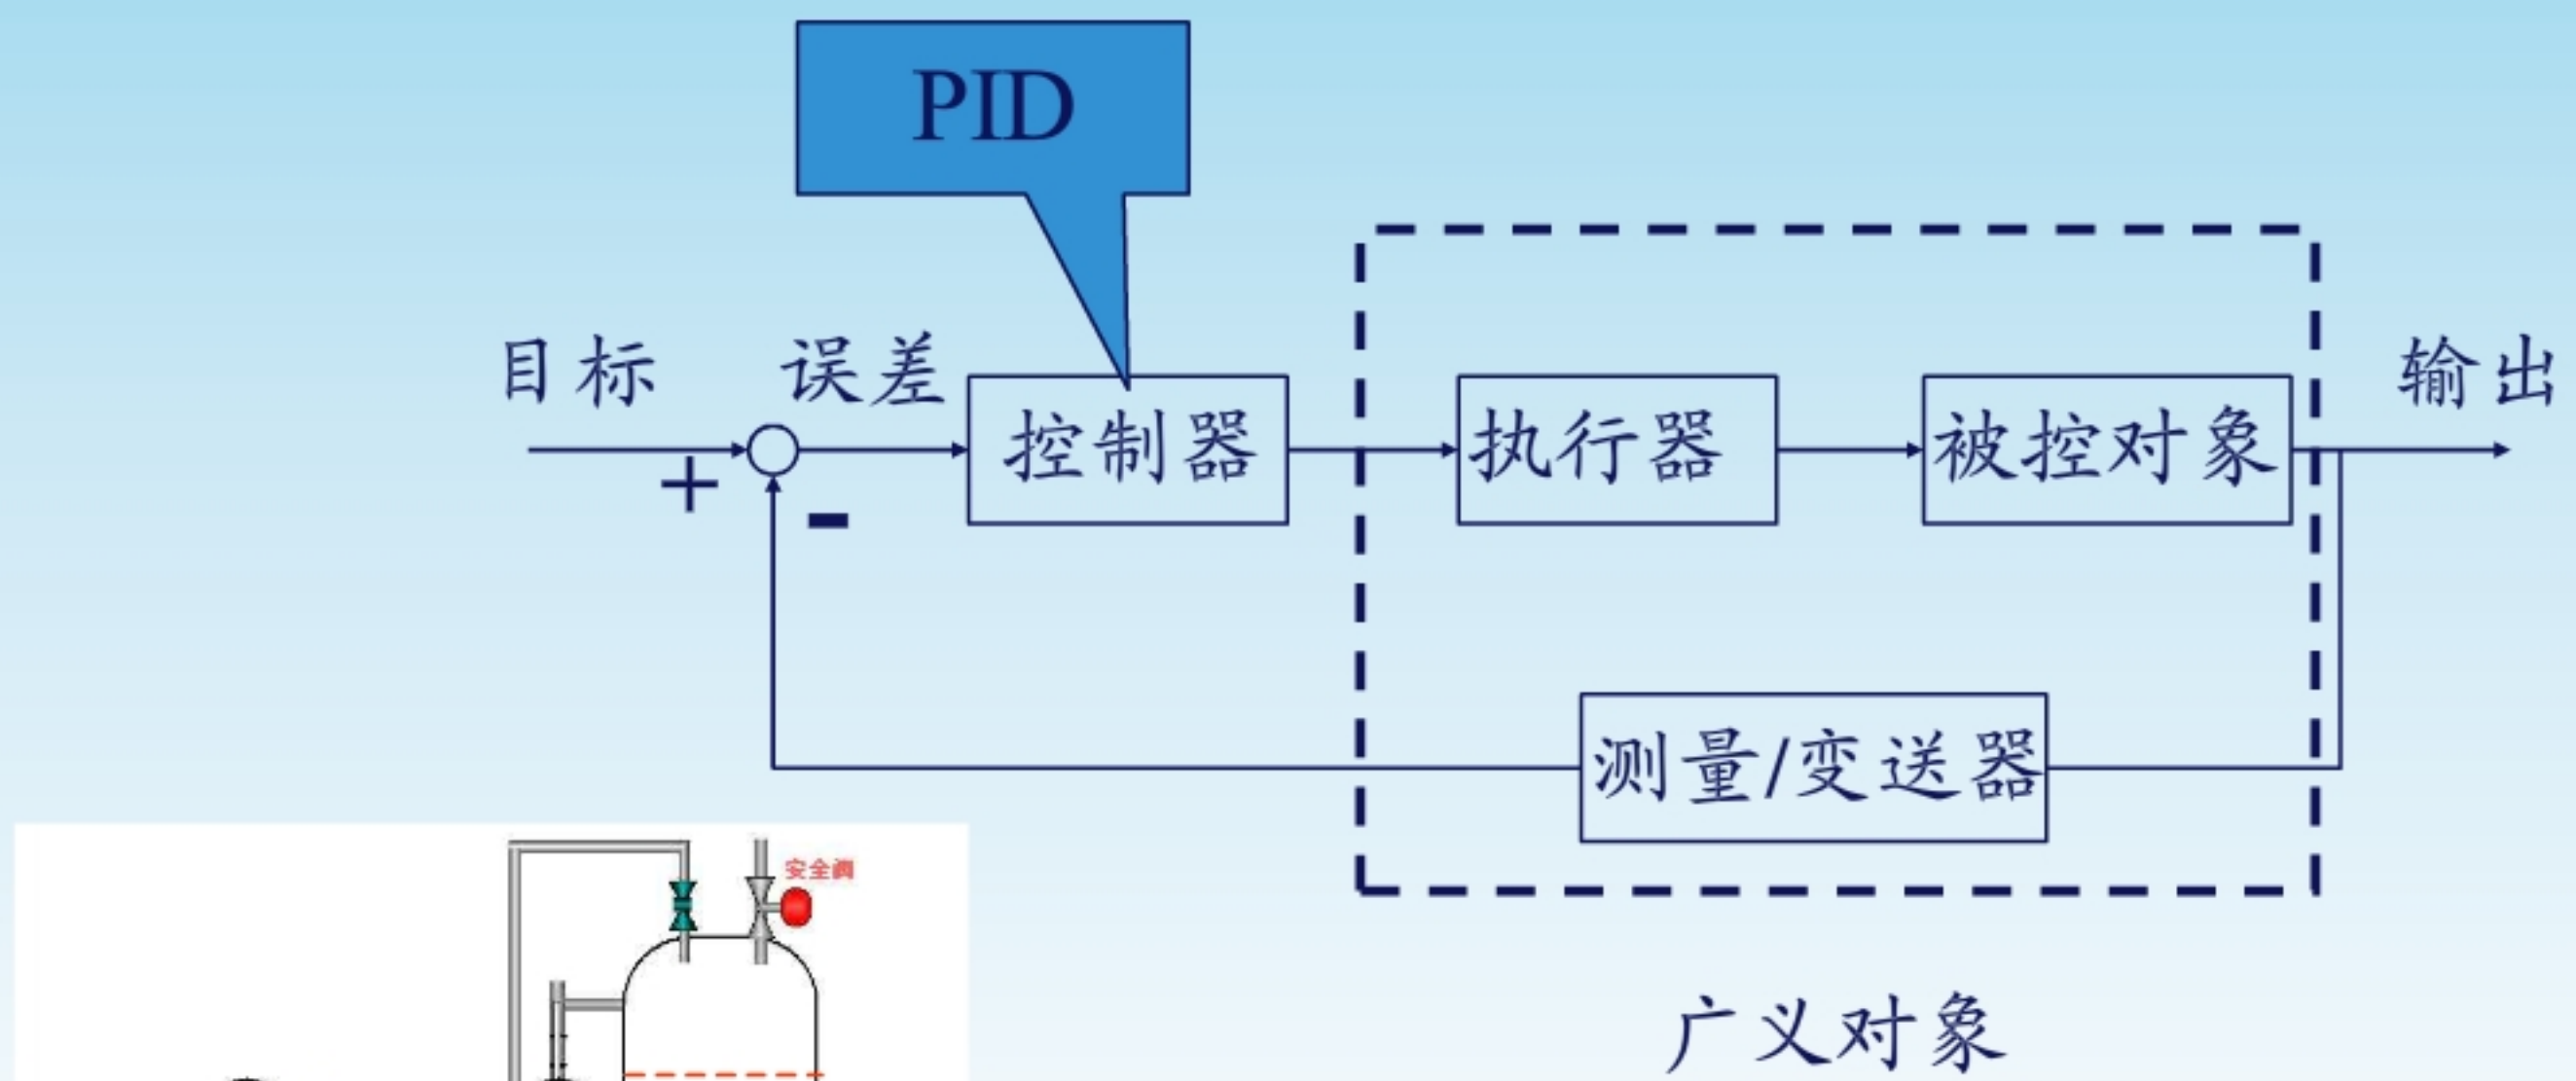 PID
目标
误差
输出
控制器
执行器
被控对象
+
-
测量/变送器
安全阀
广义对象